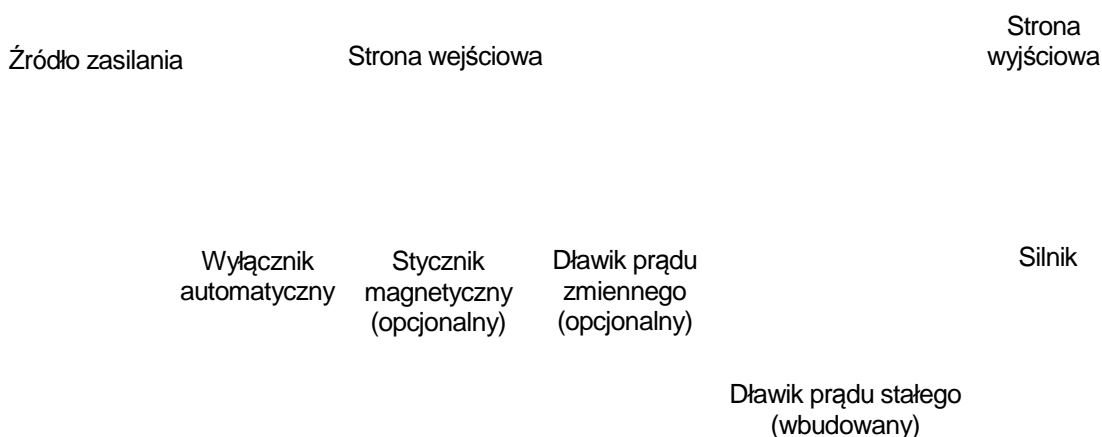 Źródło zasilania
Strona wejściowa
Strona
wyjściowa
Wyłącznik
automatyczny
Stycznik
magnetyczny
(opcjonalny)
Dławik prądu
zmiennego
(opcjonalny)
Silnik
Dławik prądu stałego
(wbudowany)